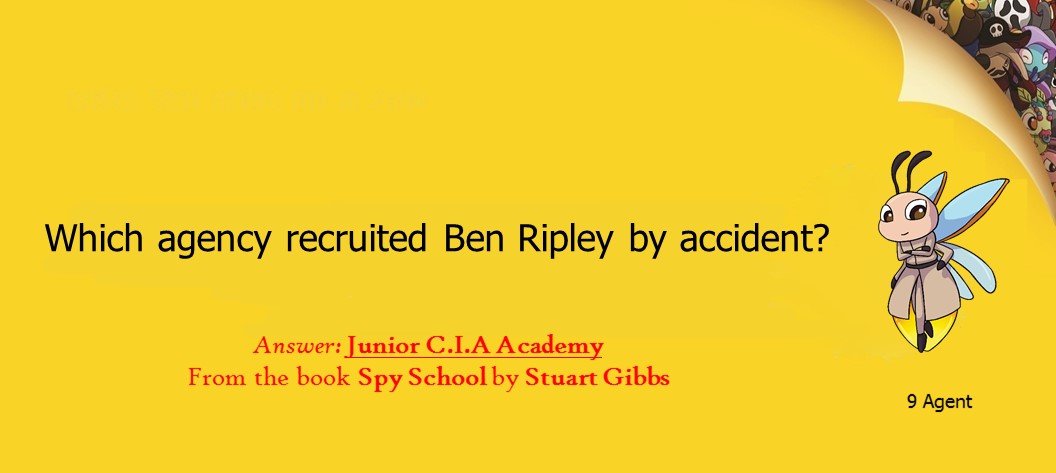 Which agency recruited Ben Ripley by accident?
Answer: Junior C.I.A Academy
From the book Spy School by Stuart Gibbs
9 Agent